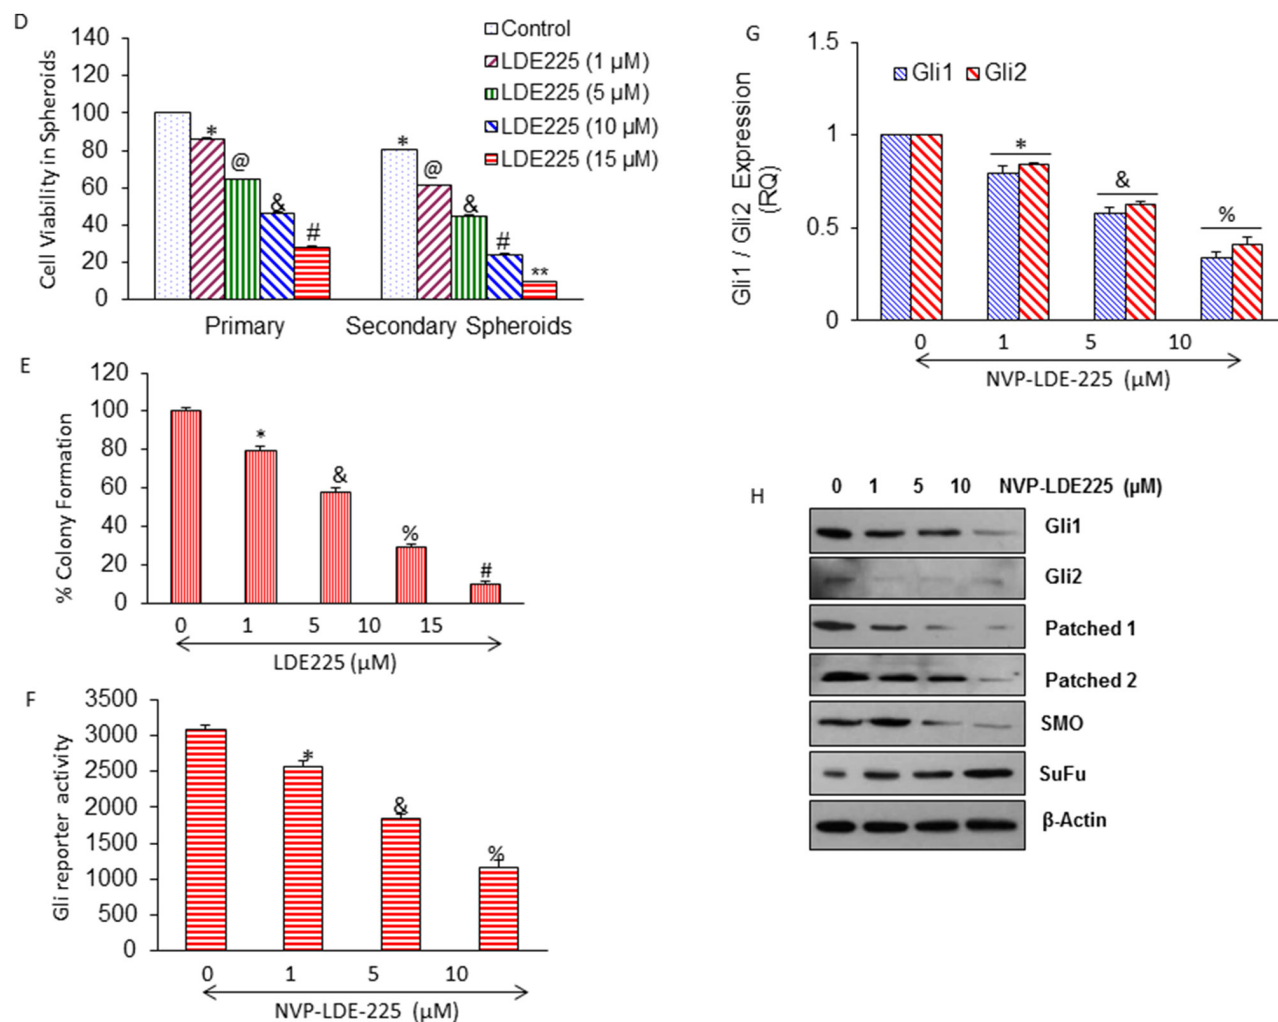 D
Cell Viability in Spheroids
140
120
100
80
60
40
20
0
* @ & #
* @ & # **
Primary Secondary Spheroids
Control
LDE225 (1 µM)
LDE225 (5 µM)
LDE225 (10 µM)
LDE225 (15 µM)
E
% Colony Formation
120
100
80
60
40
20
0
* & % #
0 1 5 10 15
LDE225 (µM)
F
Gli reporter activity
3500
3000
2500
2000
1500
1000
500
0
* & %
0 1 5 10
NVP-LDE-225 (µM)
G
Gli1 / Gli2 Expression
(RQ)
1.5
1
0.5
0
Gli1 Gli2
* & %
0 1 5 10
NVP-LDE-225 (µM)
H
0 1 5 10 NVP-LDE225 (µM)
Gli1
Gli2
Patched 1
Patched 2
SMO
SuFu
β-Actin